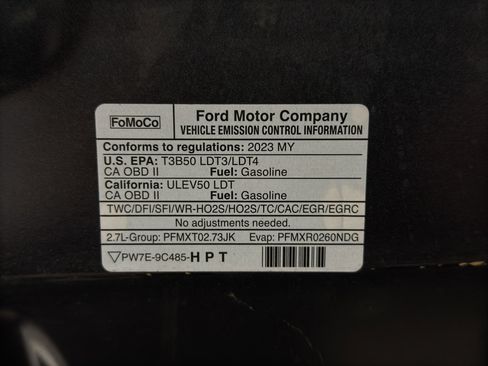 FoMoCo
Ford Motor Company
VEHICLE EMISSION CONTROL INFORMATION
Conforms to regulations: 2023 MY
U.S. EPA: T3B50 LDT3/LDT4
CA OBD II Fuel: Gasoline
California: ULEV50 LDT
CA OBD II Fuel: Gasoline
TWC/DFI/SFI/WR-HO2S/HO2S/TC/CAC/EGR/EGRC
No adjustments needed.
2.7L-Group: PFMXT02.73JK Evap: PFMXR0260NDG
▽PW7E-9C485-H P T